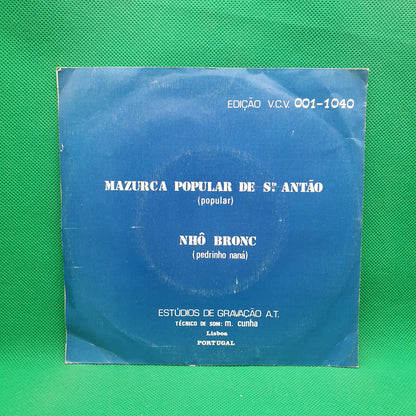 EDIÇÃO V.C.V. 001-1040
MAZURCA POPULAR DE Sᵗᵒ ANTÃO
(popular)
NHÔ BRONC
(pedrinho naná)
ESTÚDIOS DE GRAVAÇÃO A.T.
TÉCNICO DE SOM: m. cunha
Lisboa
PORTUGAL